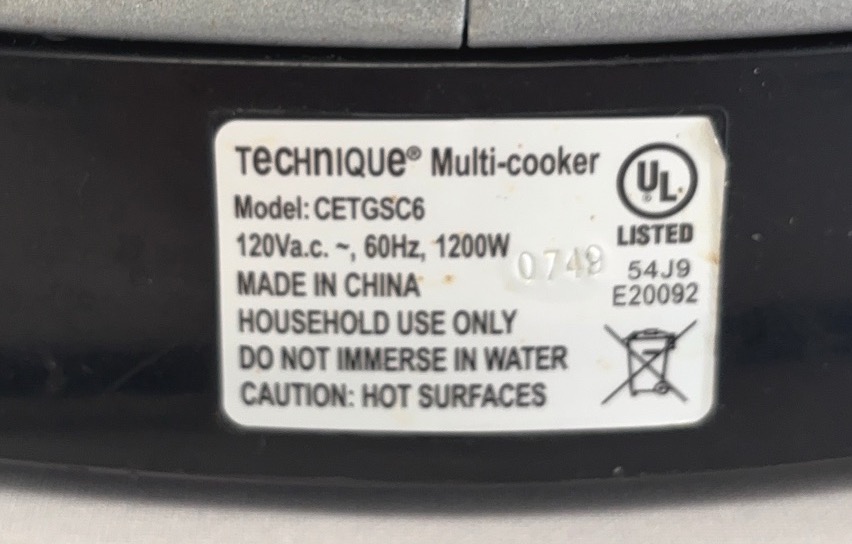 TeCHnIQUe® Multi-cooker
Model: CETGSC6
120Va.c. ~, 60Hz, 1200W
MADE IN CHINA
HOUSEHOLD USE ONLY
DO NOT IMMERSE IN WATER
CAUTION: HOT SURFACES
0749
UL®
LISTED
54J9
E20092